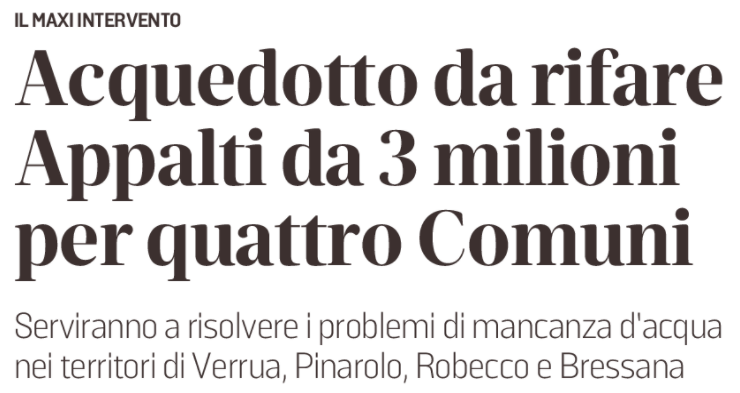 IL MAXI INTERVENTO
Acquedotto da rifare
Appalti da 3 milioni
per quattro Comuni
Serviranno a risolvere i problemi di mancanza d'acqua
nei territori di Verrua, Pinarolo, Robecco e Bressana